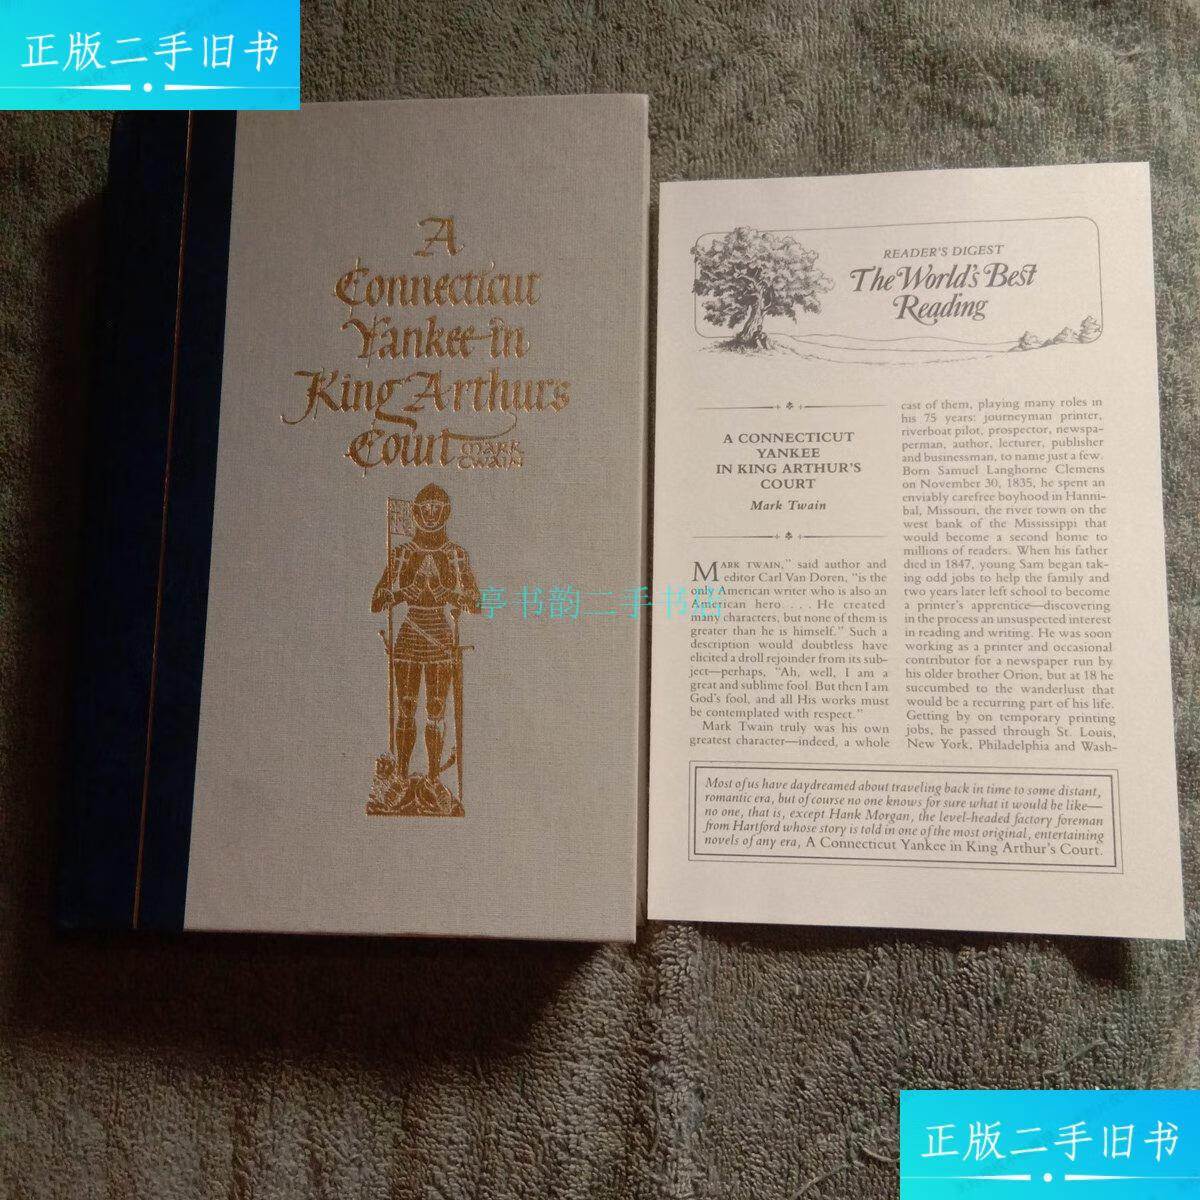 正版二手旧书
A
Connecticut
Yankee in
King Arthur's
Court MARK
TWAIN
亭书韵二手书店
READER'S DIGEST
The World's Best
Reading
A CONNECTICUT
YANKEE
IN KING ARTHUR'S
COURT
Mark Twain
MARK TWAIN," said author and
editor Carl Van Doren, "is the
only American writer who is also an
American hero . . . . He created
many characters, but none of them is
greater than he is himself." Such a
description would doubtless have
elicited a droll rejoinder from its sub-
ject—perhaps, "Ah, well, I am a
great and sublime fool. But then I am
God's fool, and all His works must
be contemplated with respect."
Mark Twain truly was his own
greatest character—indeed, a whole
cast of them, playing many roles in
his 75 years: journeyman printer,
riverboat pilot, prospector, newspa-
perman, author, lecturer, publisher
and businessman, to name just a few.
Born Samuel Langhorne Clemens
on November 30, 1835, he spent an
enviably carefree boyhood in Hanni-
bal, Missouri, the river town on the
west bank of the Mississippi that
would become a second home to
millions of readers. When his father
died in 1847, young Sam began tak-
ing odd jobs to help the family and
two years later left school to become
a printer's apprentice—discovering
in the process an unsuspected interest
in reading and writing. He was soon
working as a printer and occasional
contributor for a newspaper run by
his older brother Orion, but at 18 he
succumbed to the wanderlust that
would be a recurring part of his life.
Getting by on temporary printing
jobs, he passed through St. Louis,
New York, Philadelphia and Wash-
Most of us have daydreamed about traveling back in time to some distant,
romantic era, but of course no one knows for sure what it would be like—
no one, that is, except Hank Morgan, the level-headed factory foreman
from Hartford whose story is told in one of the most original, entertaining
novels of any era, A Connecticut Yankee in King Arthur's Court.
正版二手旧书